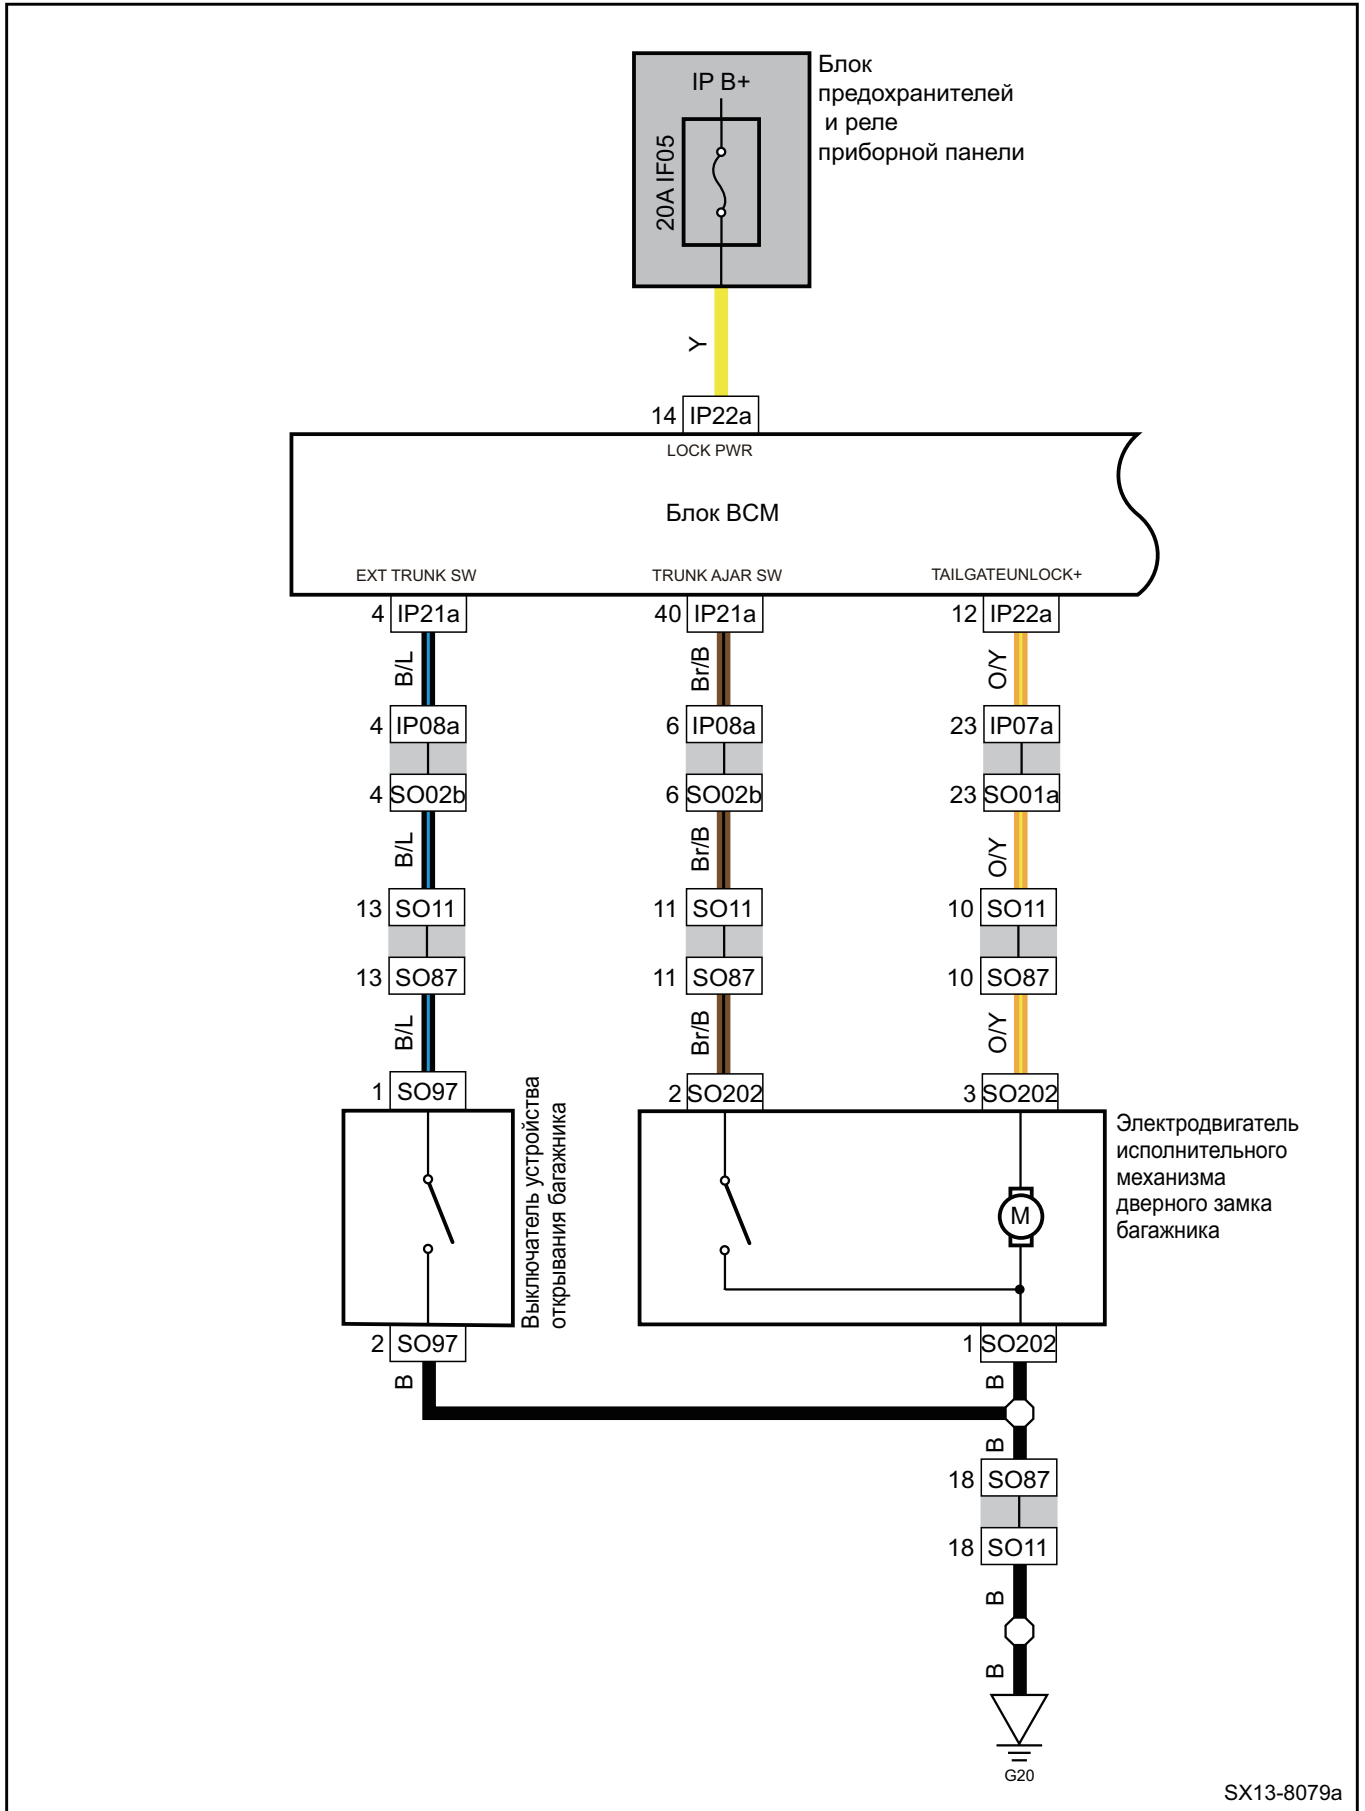 IP B+
20A IF05
Блок
предохранителей
и реле
приборной панели
Y
14 IP22a
LOCK PWR
Блок BCM
EXT TRUNK SW TRUNK AJAR SW TAILGATEUNLOCK+
4 IP21a 40 IP21a 12 IP22a
B/L Br/B O/Y
4 IP08a 6 IP08a 23 IP07a
4 SO02b 6 SO02b 23 SO01a
B/L Br/B O/Y
13 SO11 11 SO11 10 SO11
13 SO87 11 SO87 10 SO87
B/L Br/B O/Y
1 SO97 2 SO202 3 SO202
Выключатель устройства
открывания багажника
M
Электродвигатель
исполнительного
механизма
дверного замка
багажника
2 SO97 1 SO202
B B
B
18 SO87
18 SO11
B
B
G20
SX13-8079a